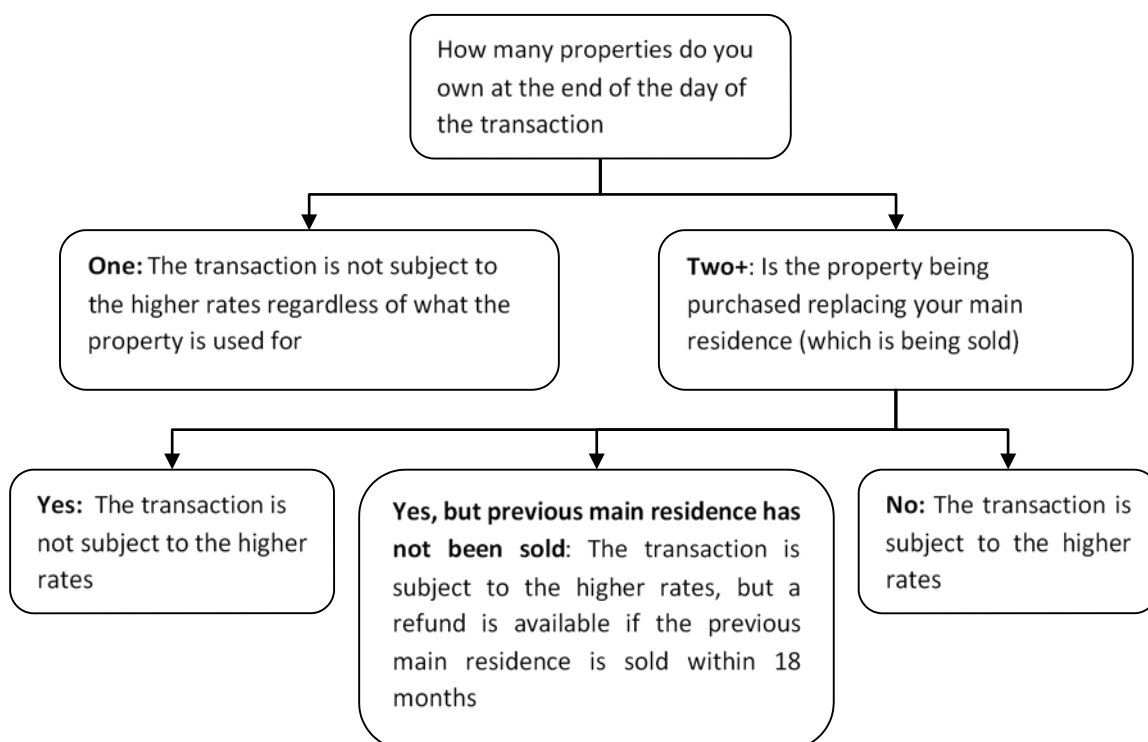 How many properties do you
own at the end of the day of
the transaction
One: The transaction is not subject to
the higher rates regardless of what the
property is used for
Two+: Is the property being
purchased replacing your main
residence (which is being sold)
Yes: The transaction is
not subject to the higher
rates
Yes, but previous main residence has
not been sold: The transaction is
subject to the higher rates, but a
refund is available if the previous
main residence is sold within 18
months
No: The transaction is
subject to the higher
rates